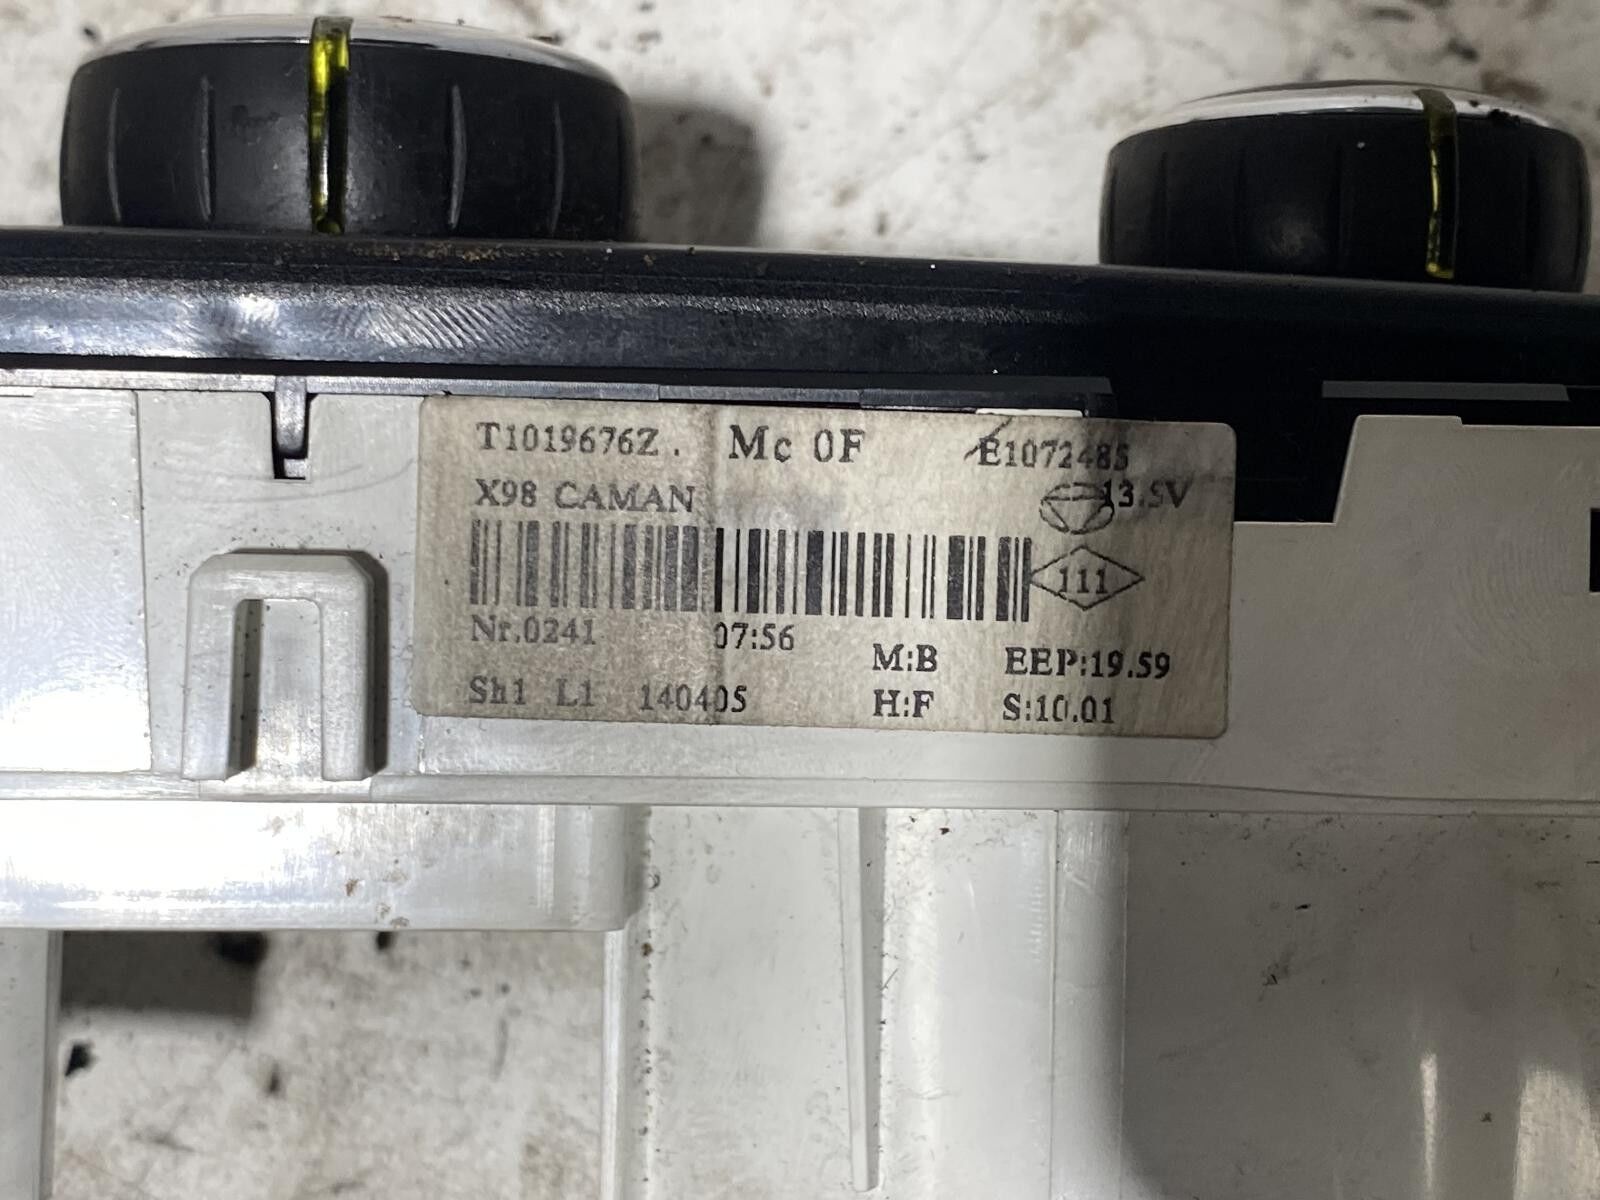 T1019676Z. Mc 0F E1072485
X98 CAMAN 13.5V
111
Nr.0241 07:56
M:B EEP:19.59
Sh1 L1 140405 H:F S:10.01